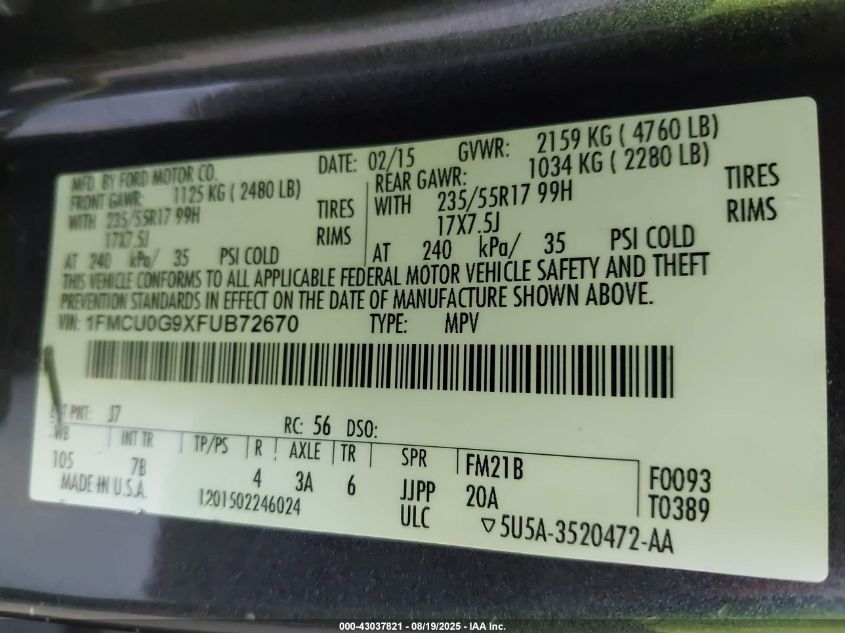 MFD. BY FORD MOTOR CO. DATE: 02/15 GVWR: 2159 KG ( 4760 LB)
FRONT GAWR: 1125 KG ( 2480 LB) REAR GAWR: 1034 KG ( 2280 LB)
WITH 235/55R17 99H TIRES WITH 235/55R17 99H TIRES
17X7.5J RIMS 17X7.5J RIMS
AT 240 kPa/ 35 PSI COLD AT 240 kPa/ 35 PSI COLD
THIS VEHICLE CONFORMS TO ALL APPLICABLE FEDERAL MOTOR VEHICLE SAFETY AND THEFT
PREVENTION STANDARDS IN EFFECT ON THE DATE OF MANUFACTURE SHOWN ABOVE.
VIN: 1FMCU0G9XFUB72670 TYPE: MPV
PNT: J7 RC: 56 DSO:
WB INT TR TP/PS R AXLE TR SPR FM21B F0093
105 7B 4 3A 6 JJPP 20A T0389
MADE IN U.S.A. 1201502246024 ULC ▽5U5A-3520472-AA
000-43037821 - 08/19/2025 - IAA Inc.